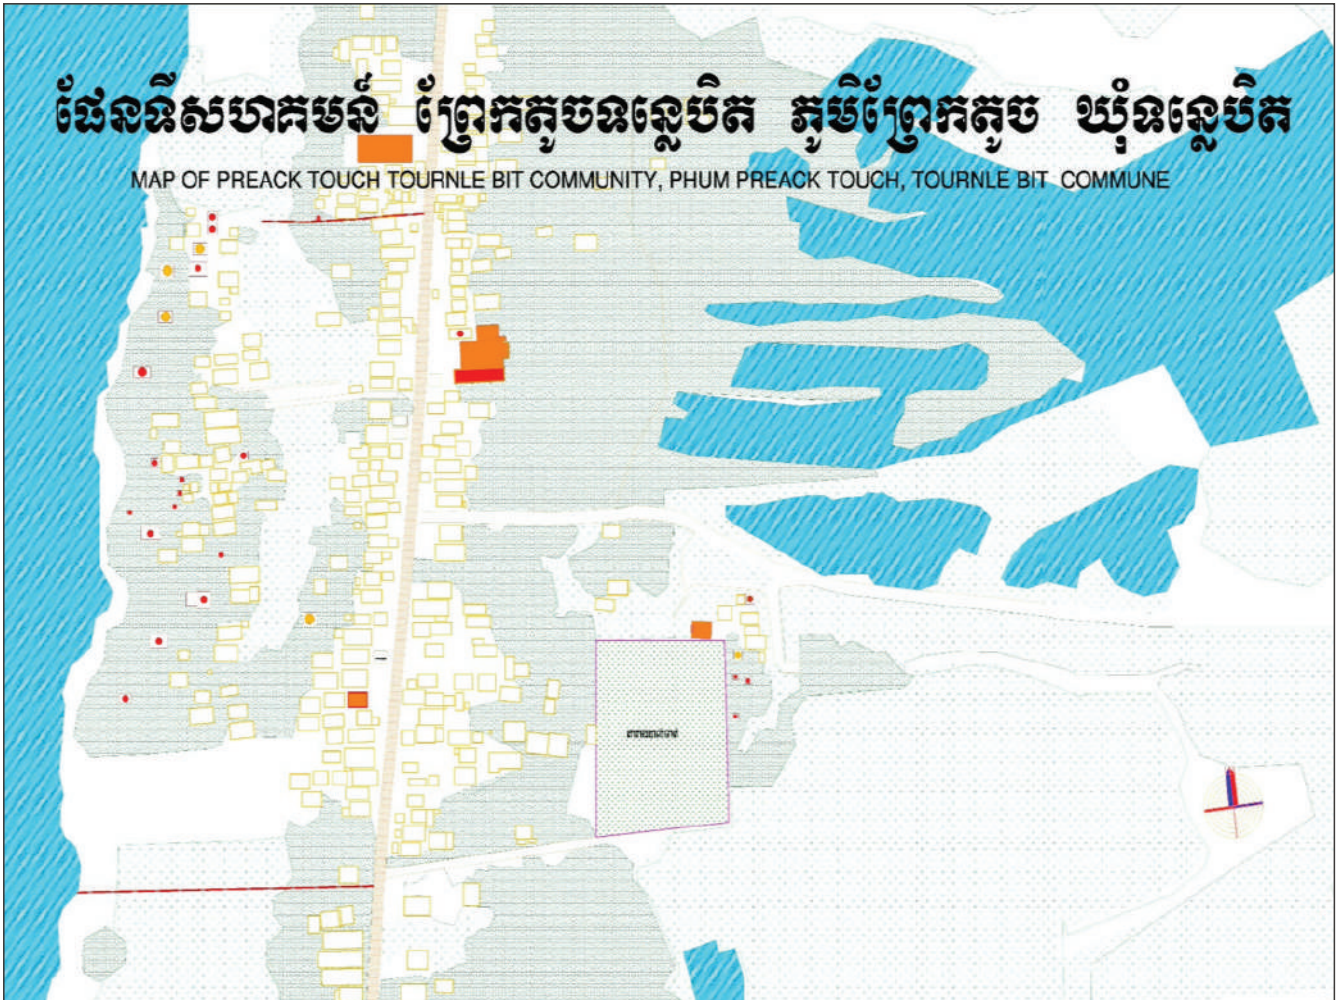 ផែនទីសហគមន៍ ព្រែកតូចទន្លេបិត ភូមិព្រែកតូច ឃុំទន្លេបិត
MAP OF PREACK TOUCH TOURNLE BIT COMMUNITY, PHUM PREACK TOUCH, TOURNLE BIT COMMUNE